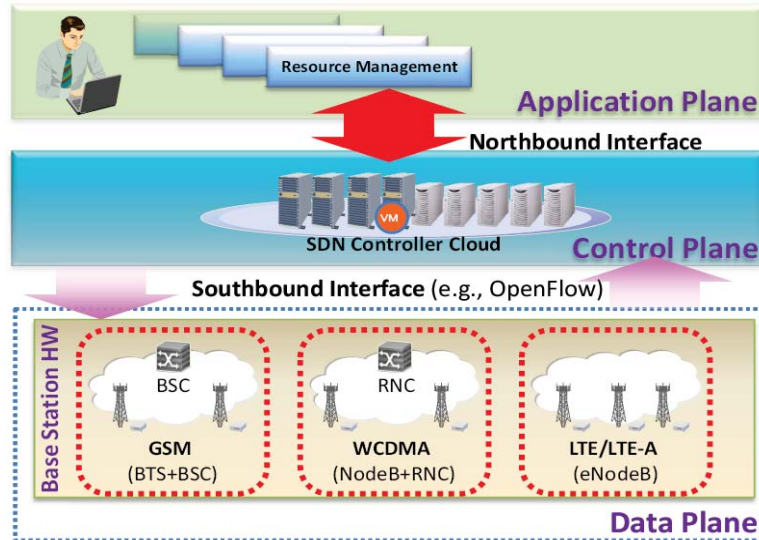 Resource Management
Application Plane
Northbound Interface
VM
SDN Controller Cloud
Control Plane
Southbound Interface (e.g., OpenFlow)
Base Station HW
BSC
GSM
(BTS+BSC)
RNC
WCDMA
(NodeB+RNC)
LTE/LTE-A
(eNodeB)
Data Plane